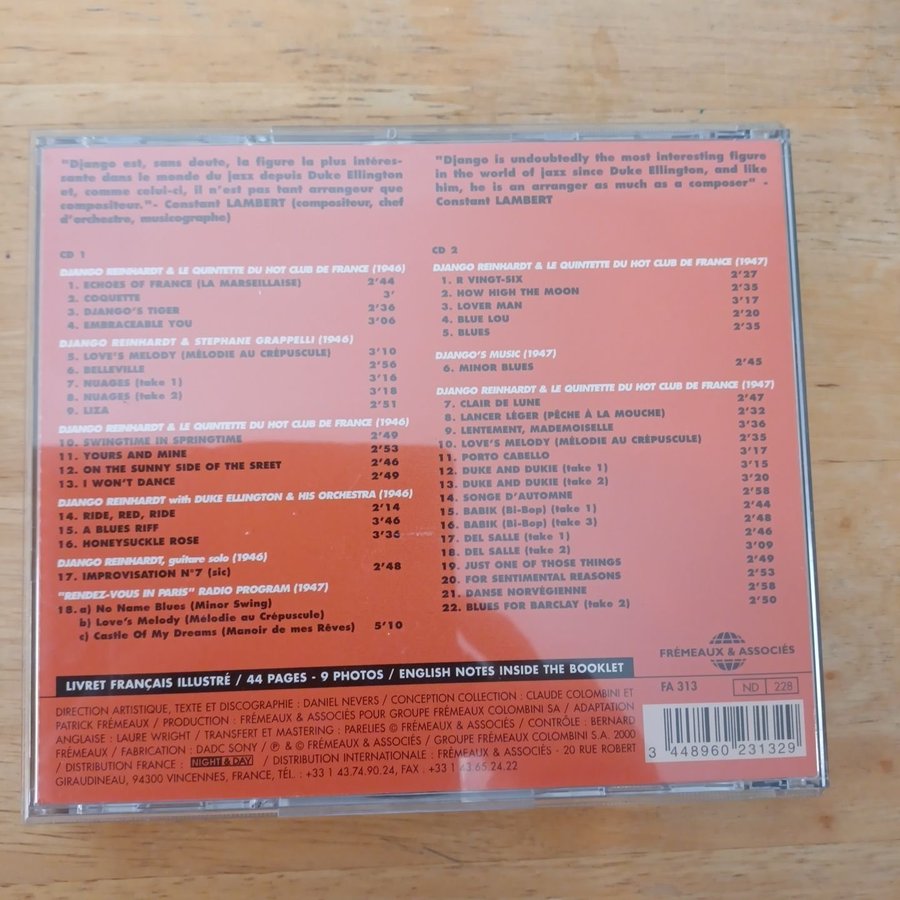 "Django est, sans doute, la figure la plus intéres-
sante dans le monde du jazz depuis Duke Ellington
et, comme celui-ci, il n'est pas tant arrangeur que
compositeur."- Constant LAMBERT (compositeur, chef
d'orchestre, musicographe)
CD 1
DJANGO REINHARDT & LE QUINTETTE DU HOT CLUB DE FRANCE (1946)
1. ECHOES OF FRANCE (LA MARSEILLAISE) 2'44
2. COQUETTE 3'
3. DJANGO'S TIGER 2'36
4. EMBRACEABLE YOU 3'06
DJANGO REINHARDT & STEPHANE GRAPPELLI (1946)
5. LOVE'S MELODY (MÉLODIE AU CRÉPUSCULE) 3'10
6. BELLEVILLE 2'56
7. NUAGES (take 1) 3'16
8. NUAGES (take 2) 3'18
9. LIZA 2'51
DJANGO REINHARDT & LE QUINTETTE DU HOT CLUB DE FRANCE (1946)
10. SWINGTIME IN SPRINGTIME 2'49
11. YOURS AND MINE 2'53
12. ON THE SUNNY SIDE OF THE SREET 2'46
13. I WON'T DANCE 2'49
DJANGO REINHARDT with DUKE ELLINGTON & HIS ORCHESTRA (1946)
14. RIDE, RED, RIDE 2'14
15. A BLUES RIFF 3'46
16. HONEYSUCKLE ROSE 3'36
DJANGO REINHARDT, guitare solo (1946)
17. IMPROVISATION N°7 (sic) 2'48
"RENDEZ-VOUS IN PARIS" RADIO PROGRAM (1947)
18. a) No Name Blues (Minor Swing)
b) Love's Melody (Mélodie au Crépuscule)
c) Castle Of My Dreams (Manoir de mes Rêves) 5'10
"Django is undoubtedly the most interesting figure
in the world of jazz since Duke Ellington, and like
him, he is an arranger as much as a composer" -
Constant LAMBERT
CD 2
DJANGO REINHARDT & LE QUINTETTE DU HOT CLUB DE FRANCE (1947)
1. R VINGT-SIX 2'27
2. HOW HIGH THE MOON 2'35
3. LOVER MAN 3'17
4. BLUE LOU 2'20
5. BLUES 2'35
DJANGO'S MUSIC (1947)
6. MINOR BLUES 2'45
DJANGO REINHARDT & LE QUINTETTE DU HOT CLUB DE FRANCE (1947)
7. CLAIR DE LUNE 2'47
8. LANCER LÉGER (PÊCHE À LA MOUCHE) 2'32
9. LENTEMENT, MADEMOISELLE 3'36
10. LOVE'S MELODY (MÉLODIE AU CRÉPUSCULE) 2'35
11. PORTO CABELLO 3'17
12. DUKE AND DUKIE (take 1) 3'15
13. DUKE AND DUKIE (take 2) 3'20
14. SONGE D'AUTOMNE 2'58
15. BABIK (Bi-Bop) (take 1) 2'44
16. BABIK (Bi-Bop) (take 3) 2'48
17. DEL SALLE (take 1) 2'46
18. DEL SALLE (take 2) 3'09
19. JUST ONE OF THOSE THINGS 2'49
20. FOR SENTIMENTAL REASONS 2'53
21. DANSE NORVÉGIENNE 2'58
22. BLUES FOR BARCLAY (take 2) 2'50
FRÉMEAUX & ASSOCIÉS
LIVRET FRANÇAIS ILLUSTRÉ / 44 PAGES - 9 PHOTOS / ENGLISH NOTES INSIDE THE BOOKLET
FA 313 ND 228
DIRECTION ARTISTIQUE, TEXTE ET DISCOGRAPHIE : DANIEL NEVERS / CONCEPTION COLLECTION : CLAUDE COLOMBINI ET
PATRICK FRÉMEAUX / PRODUCTION : FRÉMEAUX & ASSOCIÉS POUR GROUPE FRÉMEAUX COLOMBINI SA / ADAPTATION
ANGLAISE : LAURE WRIGHT / TRANSFERT ET MASTERING : PARELIES © FRÉMEAUX & ASSOCIÉS / CONTRÔLE : BERNARD
FRÉMEAUX / FABRICATION : DADC SONY / ℗ & © FRÉMEAUX & ASSOCIÉS / GROUPE FRÉMEAUX COLOMBINI S.A. 2000
/ DISTRIBUTION FRANCE : NIGHT & DAY / DISTRIBUTION INTERNATIONALE : FRÉMEAUX & ASSOCIÉS - 20 RUE ROBERT
GIRAUDINEAU, 94300 VINCENNES, FRANCE, TÉL. : +33 1 43.74.90.24, FAX . +33 1 43.65.24.22
3 448960 231329